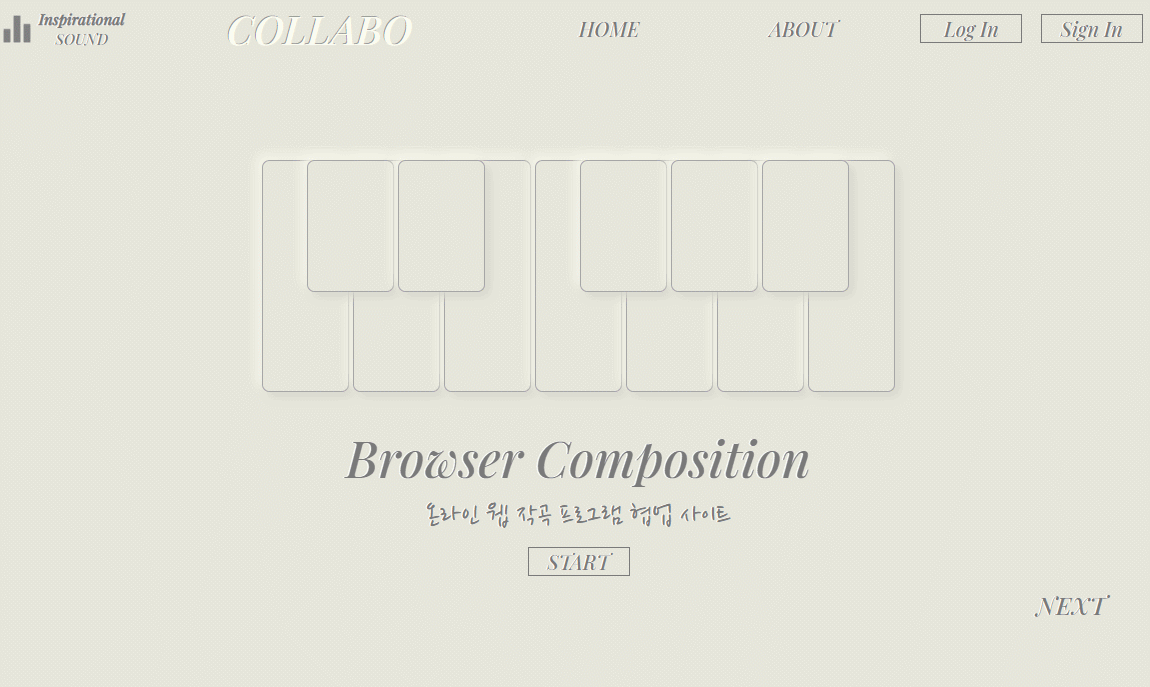 Inspirational
SOUND
COLLABO
HOME
ABOUT
Log In
Sign In
Browser Composition
온라인 웹 작곡 프로그램 협업 사이트
START
NEXT